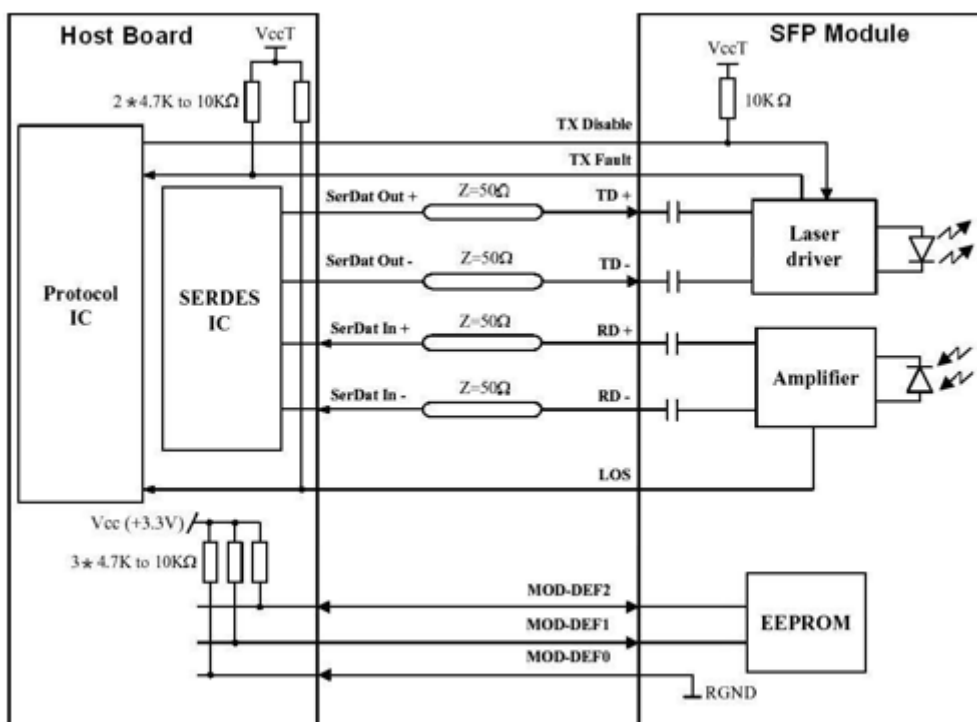 Host Board
SFP Module
VccT
VccT
2*4.7K to 10KΩ
10KΩ
TX Disable
TX Fault
SerDat Out +
Z=50Ω
TD +
SerDat Out -
Z=50Ω
TD -
Laser
driver
Protocol
IC
SERDES
IC
SerDat In +
Z=50Ω
RD +
SerDat In -
Z=50Ω
RD -
Amplifier
LOS
Vcc (+3.3V)
3*4.7K to 10KΩ
MOD-DEF2
MOD-DEF1
MOD-DEF0
EEPROM
RGND